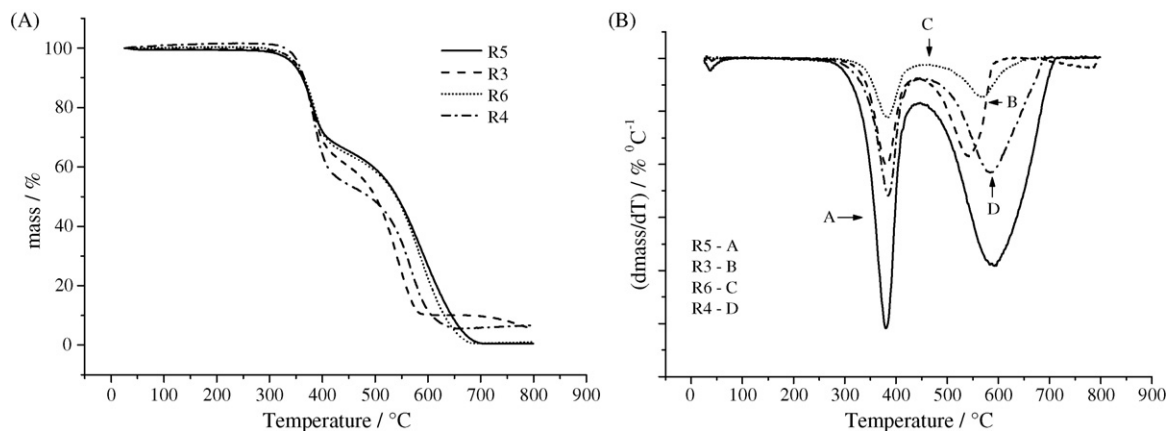 (A)
100
80
60
40
20
0
mass / %
R5
R3
R6
R4
0 100 200 300 400 500 600 700 800 900
Temperature / °C
(B)
C
B
A
D
(dmass/dT) / % ⁰C⁻¹
R5 - A
R3 - B
R6 - C
R4 - D
0 100 200 300 400 500 600 700 800 900
Temperature / °C